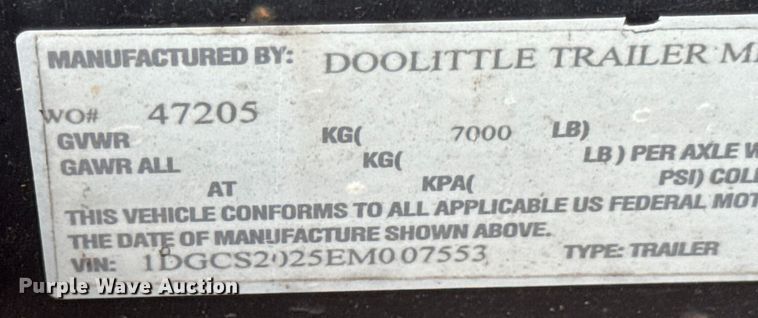 MANUFACTURED BY: DOOLITTLE TRAILER
WO# 47205
GVWR KG( 7000 LB)
GAWR ALL KG( LB) PER AXLE
AT KPA( PSI)
THIS VEHICLE CONFORMS TO ALL APPLICABLE US FEDERAL
THE DATE OF MANUFACTURE SHOWN ABOVE.
VIN: 1DGCS2025EM007553 TYPE: TRAILER
Purple Wave Auction